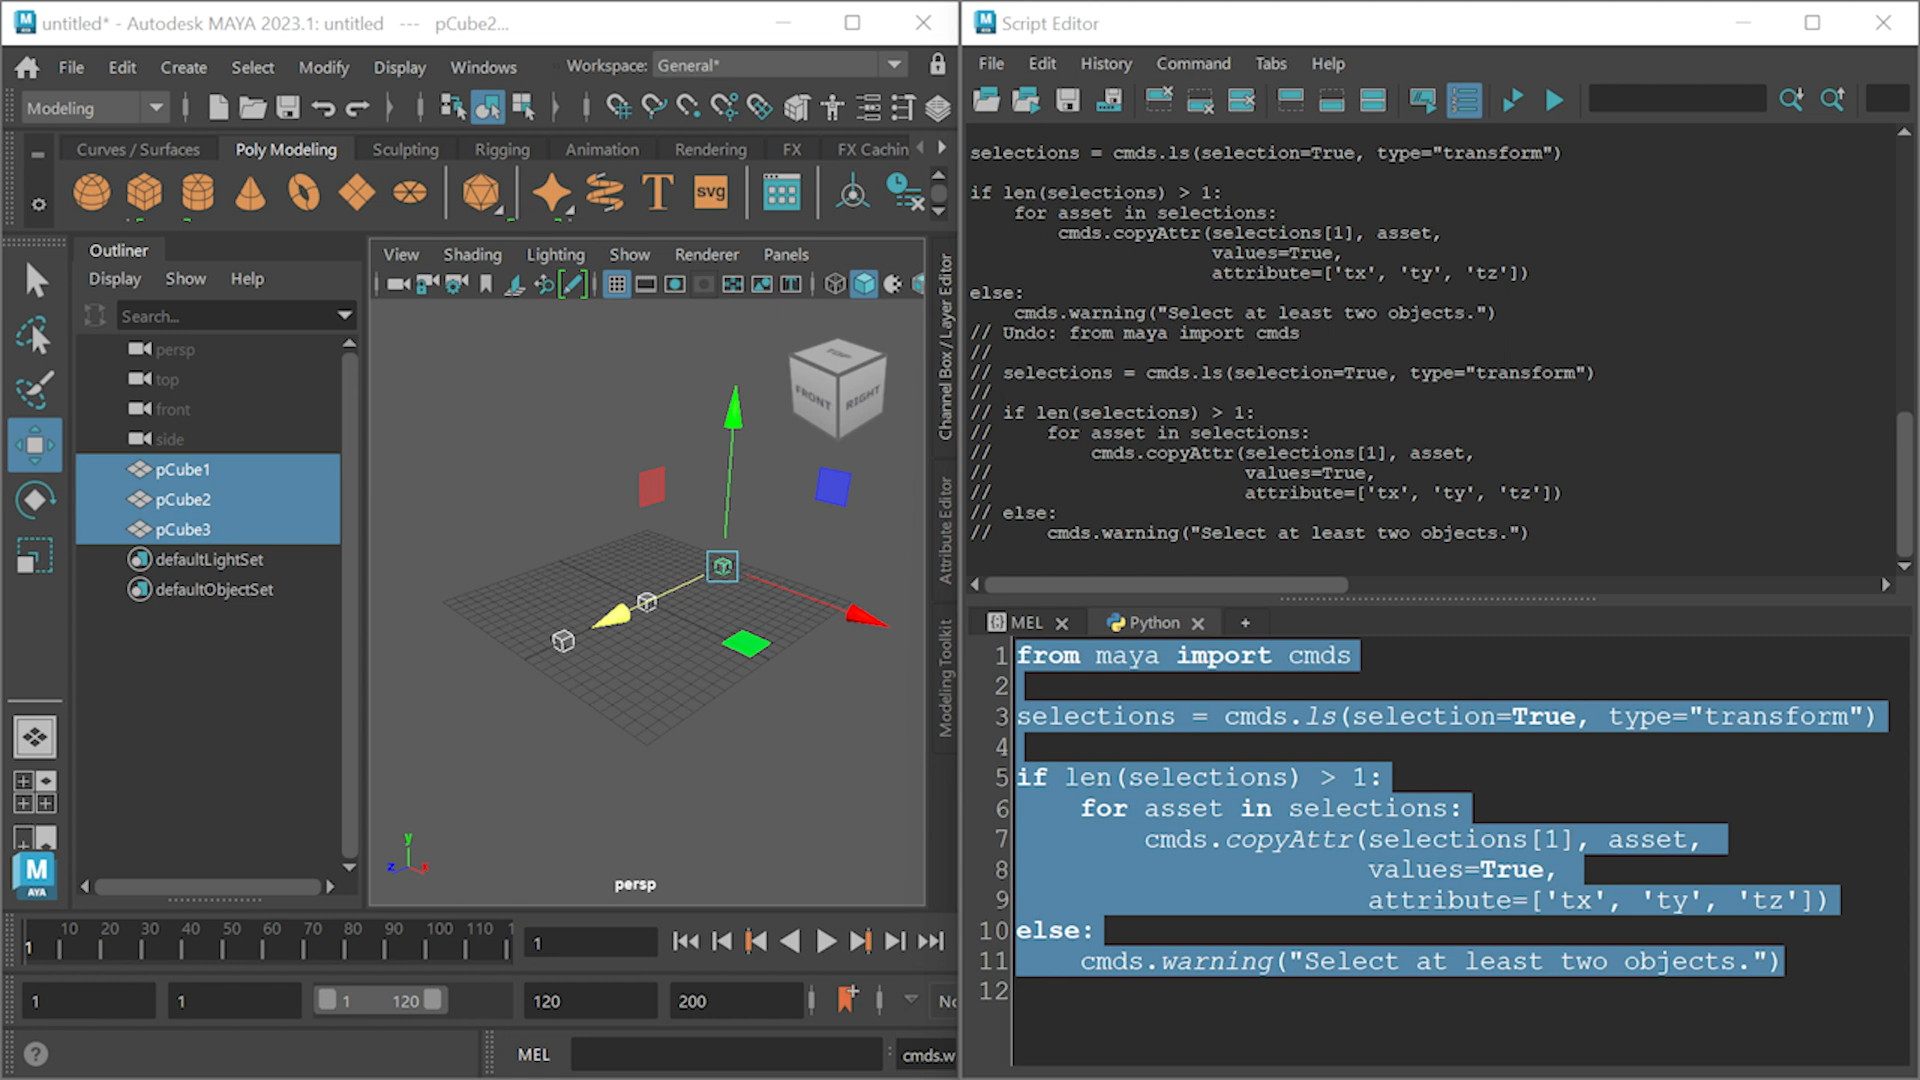 untitled* - Autodesk MAYA 2023.1: untitled --- pCube2...
File Edit Create Select Modify Display Windows
Workspace: General*
Modeling
Curves / Surfaces Poly Modeling Sculpting Rigging Animation Rendering FX FX Cachin
T svg
Outliner
Display Show Help
Search...
persp
top
front
side
pCube1
pCube2
pCube3
defaultLightSet
defaultObjectSet
M
AYA
View Shading Lighting Show Renderer Panels
TOP
FRONT RIGHT
y
z x
persp
Channel Box / Layer Editor
Attribute Editor
Modeling Toolkit
1 10 20 30 40 50 60 70 80 90 100 110 1
1
1 1 1 120 120 200 No
? MEL cmds.w
Script Editor
File Edit History Command Tabs Help
selections = cmds.ls(selection=True, type="transform")
if len(selections) > 1:
    for asset in selections:
        cmds.copyAttr(selections[1], asset,
                      values=True,
                      attribute=['tx', 'ty', 'tz'])
else:
    cmds.warning("Select at least two objects.")
// Undo: from maya import cmds
//
// selections = cmds.ls(selection=True, type="transform")
//
// if len(selections) > 1:
//     for asset in selections:
//         cmds.copyAttr(selections[1], asset,
//                       values=True,
//                       attribute=['tx', 'ty', 'tz'])
// else:
//     cmds.warning("Select at least two objects.")
MEL Python +
1 from maya import cmds
2
3 selections = cmds.ls(selection=True, type="transform")
4
5 if len(selections) > 1:
6     for asset in selections:
7         cmds.copyAttr(selections[1], asset,
8                       values=True,
9                       attribute=['tx', 'ty', 'tz'])
10 else:
11     cmds.warning("Select at least two objects.")
12